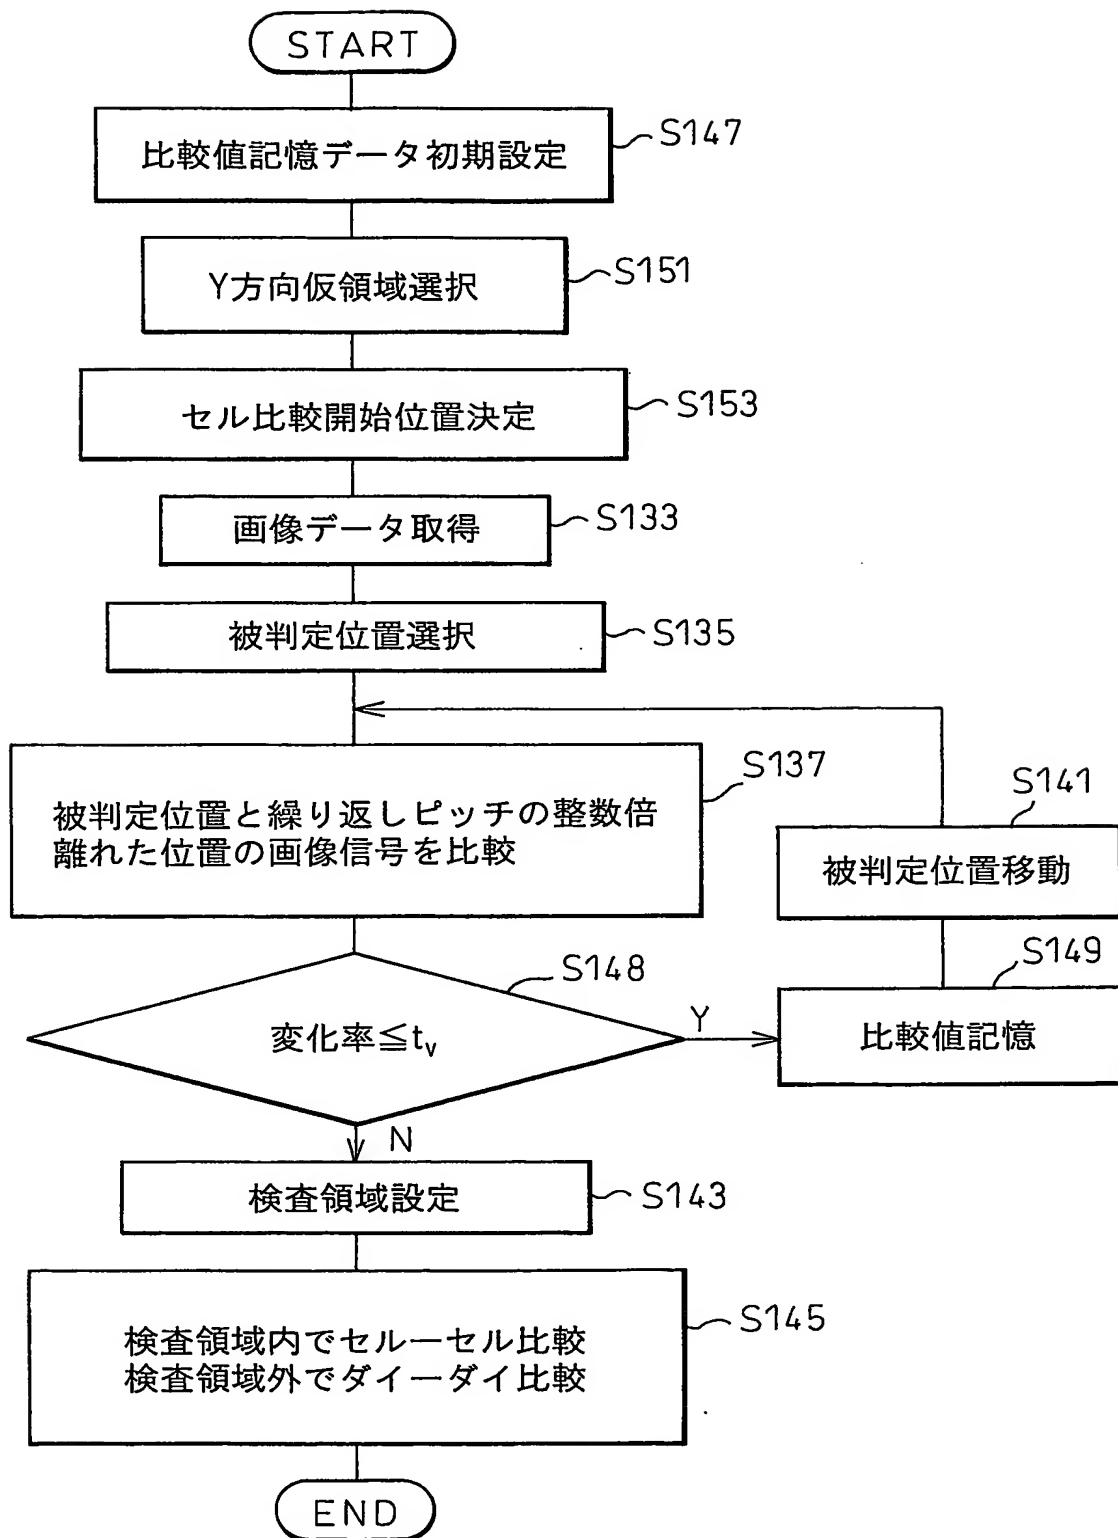 START
比較値記憶データ初期設定
S147
Y方向仮領域選択
S151
セル比較開始位置決定
S153
画像データ取得
S133
被判定位置選択
S135
被判定位置と繰り返しピッチの整数倍
離れた位置の画像信号を比較
S137
S141
被判定位置移動
S149
比較値記憶
S148
変化率≦tv
Y
N
検査領域設定
S143
検査領域内でセルーセル比較
検査領域外でダイーダイ比較
S145
END